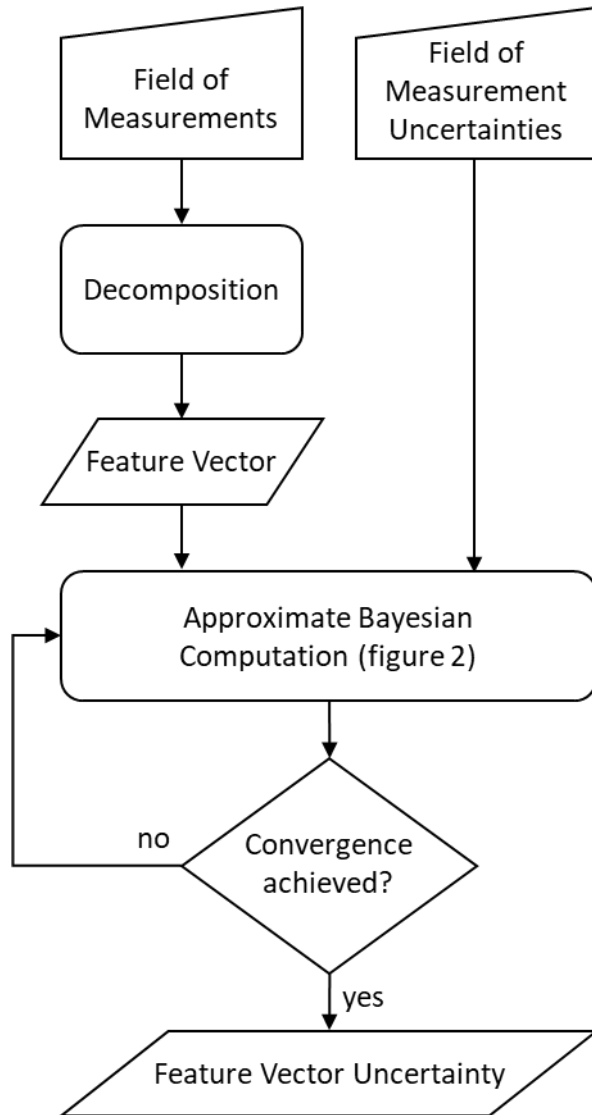 Field of
Measurements
Field of
Measurement
Uncertainties
Decomposition
Feature Vector
Approximate Bayesian
Computation (figure 2)
no
Convergence
achieved?
yes
Feature Vector Uncertainty